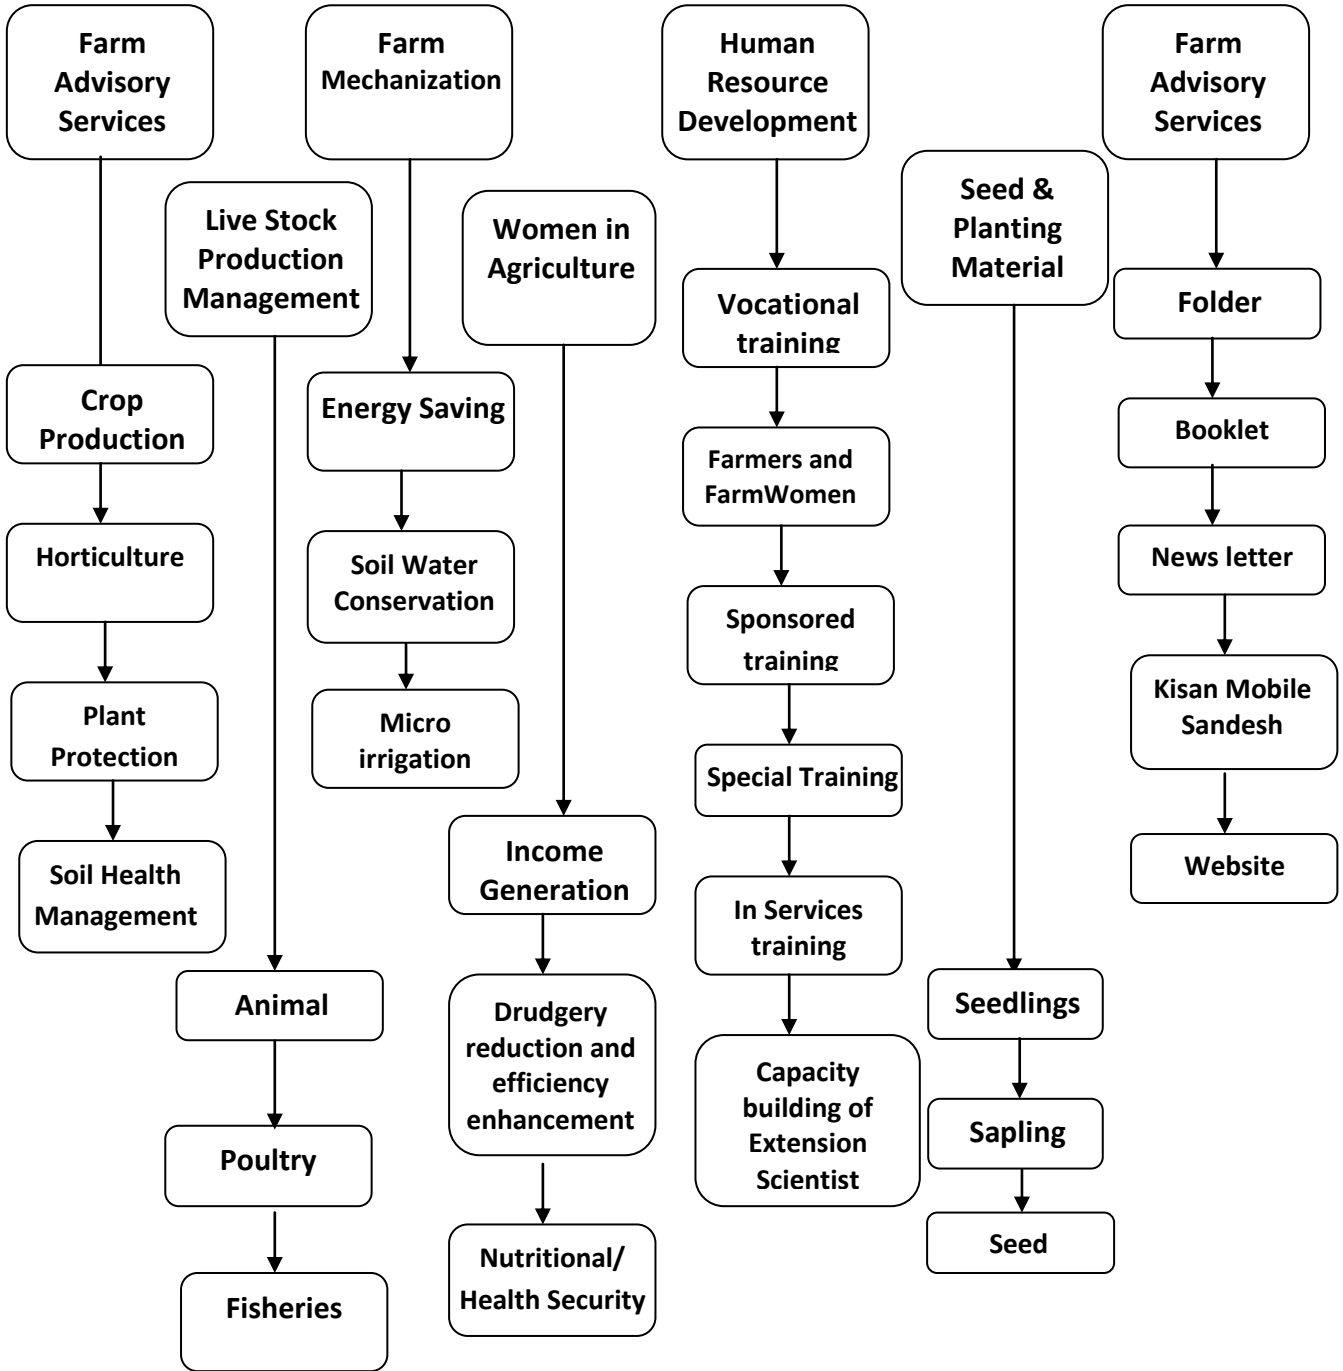 Farm
Advisory
Services
Crop
Production
Horticulture
Plant
Protection
Soil Health
Management
Live Stock
Production
Management
Animal
Poultry
Fisheries
Farm
Mechanization
Energy Saving
Soil Water
Conservation
Micro
irrigation
Women in
Agriculture
Income
Generation
Drudgery
reduction and
efficiency
enhancement
Nutritional/
Health Security
Human
Resource
Development
Vocational
training
Farmers and
FarmWomen
Sponsored
training
Special Training
In Services
training
Capacity
building of
Extension
Scientist
Seed &
Planting
Material
Seedlings
Sapling
Seed
Farm
Advisory
Services
Folder
Booklet
News letter
Kisan Mobile
Sandesh
Website